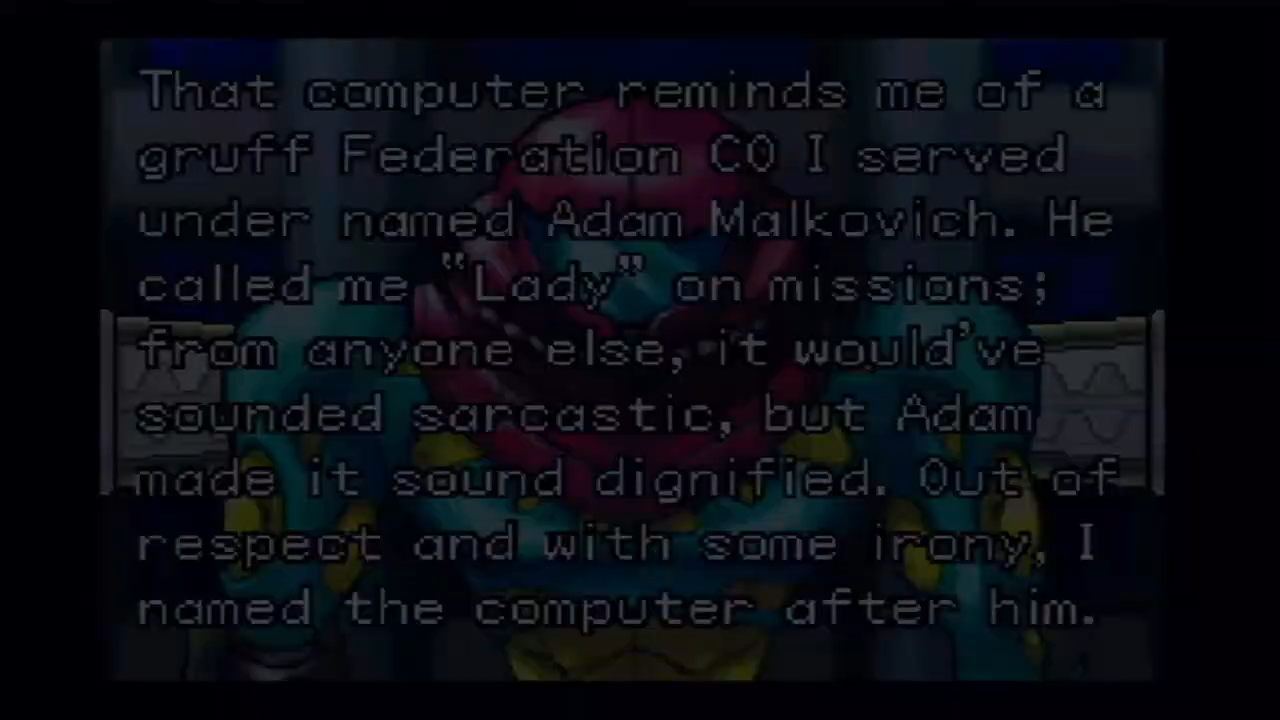 That computer reminds me of a
gruff Federation CO I served
under named Adam Malkovich. He
called me "Lady" on missions;
from anyone else, it would've
sounded sarcastic, but Adam
made it sound dignified. Out of
respect and with some irony, I
named the computer after him.